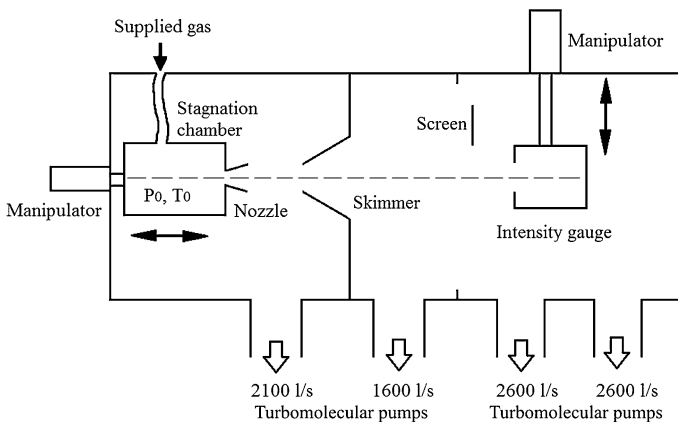 Supplied gas
Manipulator
Stagnation
chamber
Screen
P0, T0
Manipulator
Nozzle
Skimmer
Intensity gauge
2100 l/s
1600 l/s
2600 l/s
2600 l/s
Turbomolecular pumps
Turbomolecular pumps